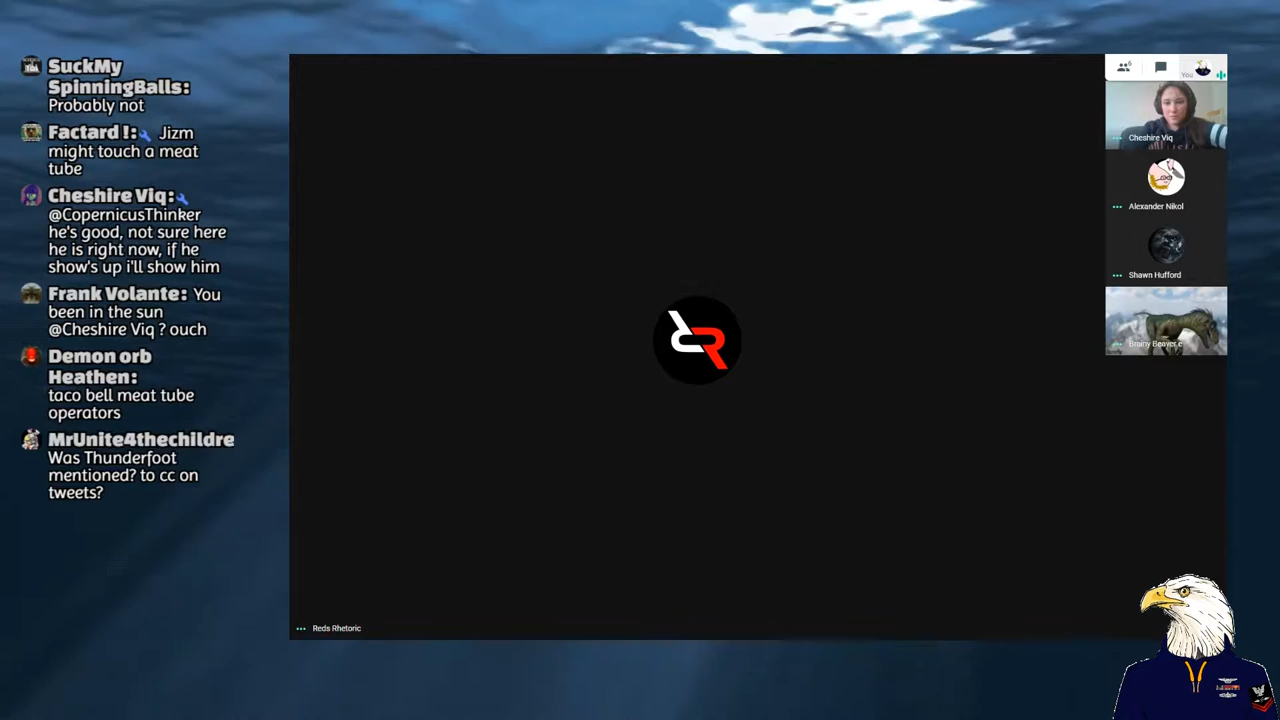 SuckMy
SpinningBalls:
Probably not
Factard !: Jizm
might touch a meat
tube
Cheshire Viq:
@CopernicusThinker
he's good, not sure here
he is right now, if he
show's up i'll show him
Frank Volante: You
been in the sun
@Cheshire Viq ? ouch
Demon orb
Heathen:
taco bell meat tube
operators
MrUnite4thechildre
Was Thunderfoot
mentioned? to cc on
tweets?
Reds Rhetoric
You
Cheshire Viq
Alexander Nikol
Shawn Hufford
Brainy Beaver c